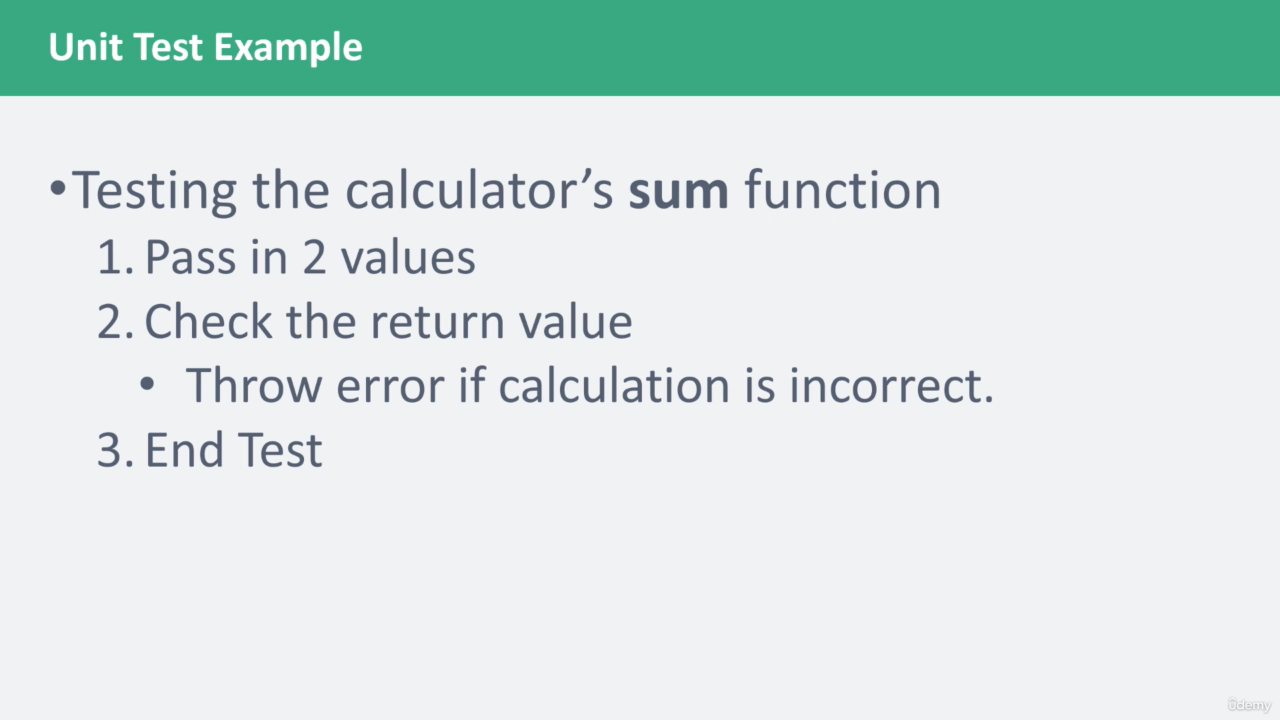 Unit Test Example
•Testing the calculator’s sum function
1. Pass in 2 values
2. Check the return value
• Throw error if calculation is incorrect.
3. End Test
ûdemy